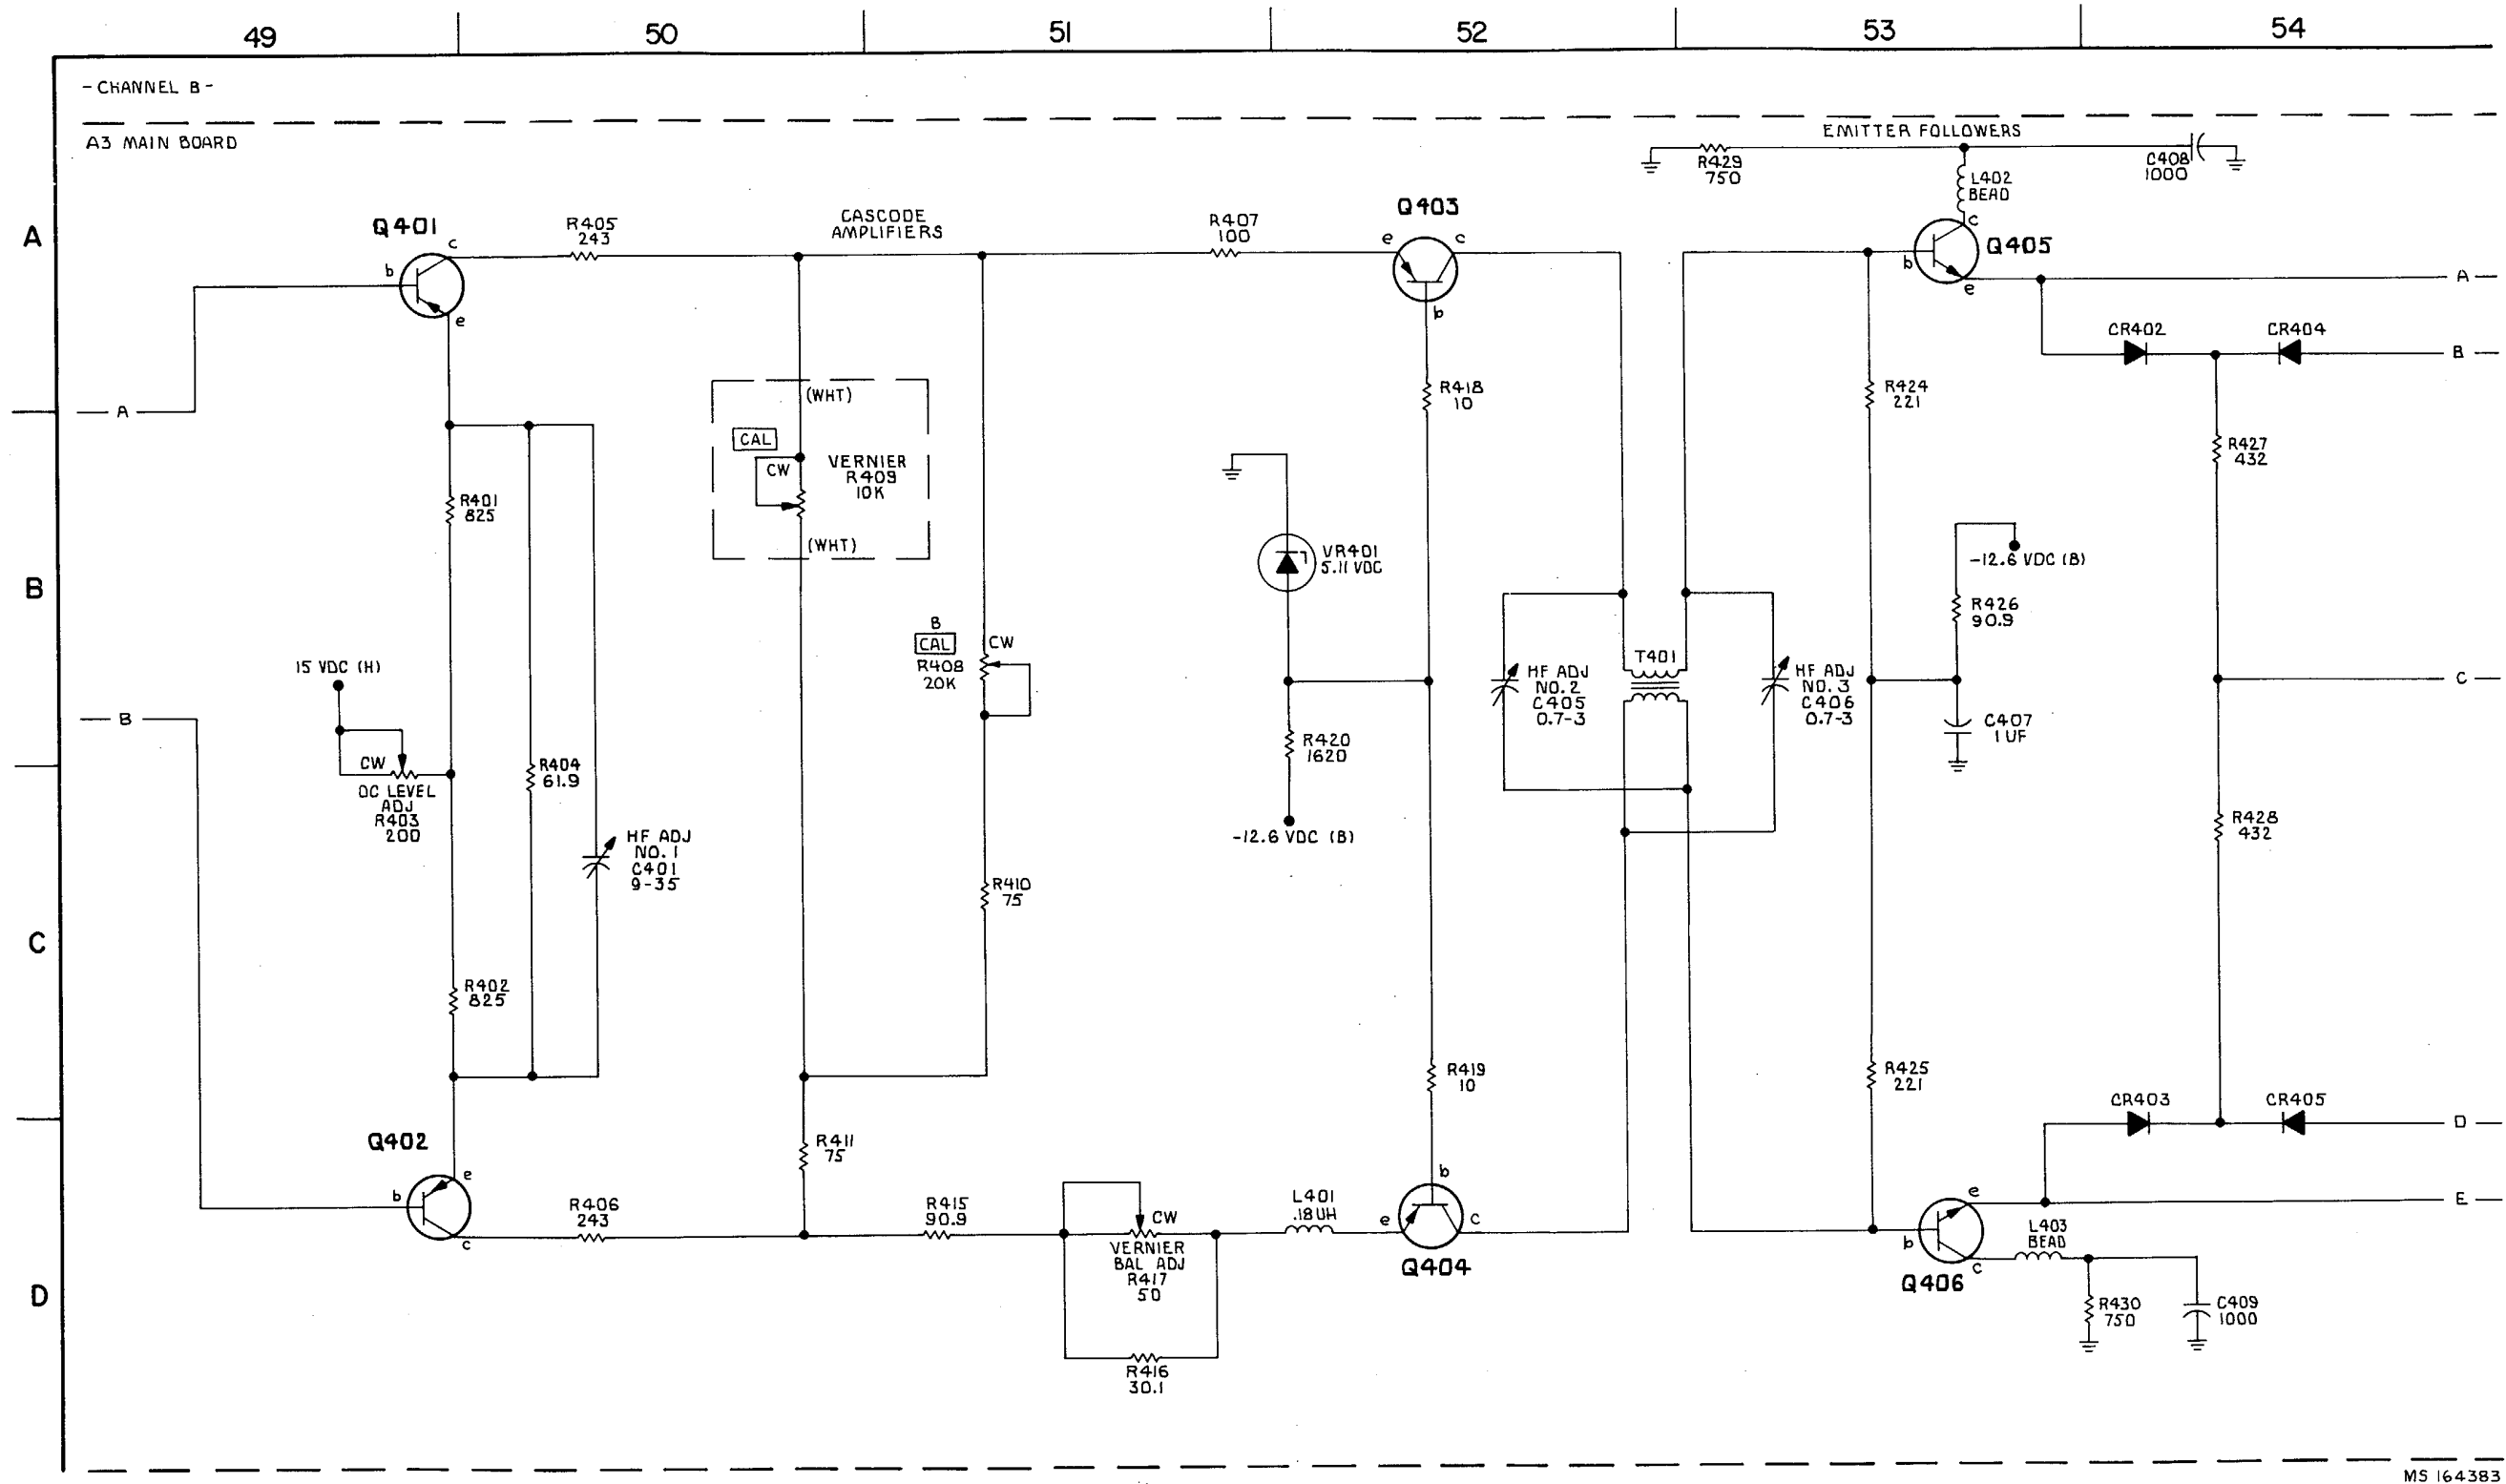 49 50 51 52 53 54
- CHANNEL B -
A3 MAIN BOARD
EMITTER FOLLOWERS
R429
750
C408
1000
L402
BEAD
A
Q401
c
b
e
R405
243
CASCODE
AMPLIFIERS
R407
100
Q403
e
c
b
c
Q405
b
e
A
CR402
CR404
B
A
(WHT)
CAL
CW
VERNIER
R409
10K
(WHT)
R418
10
R424
221
R427
432
R401
825
VR401
5.11 VDC
-12.6 VDC (B)
R426
90.9
B
B
CAL
CW
R408
20K
15 VDC (H)
B
CW
DC LEVEL
ADJ
R403
200
R404
61.9
R420
1620
-12.6 VDC (B)
HF ADJ
NO. 2
C405
0.7-3
T401
HF ADJ
NO. 3
C406
0.7-3
C407
1 UF
C
HF ADJ
NO. 1
C401
9-35
R410
75
R428
432
C
R402
825
R419
10
R425
221
CR403
CR405
D
Q402
e
b
c
R406
243
R411
75
R415
90.9
CW
VERNIER
BAL ADJ
R417
50
R416
30.1
L401
.18 UH
b
e
c
Q404
e
b
c
Q406
L403
BEAD
E
D
R430
750
C409
1000
MS 164383